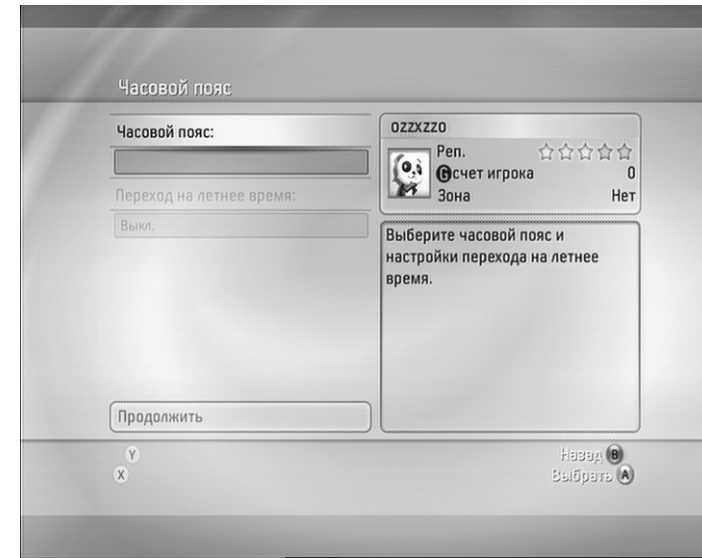 Часовой пояс
Часовой пояс:
Переход на летнее время:
Выкл.
Продолжить
ozzxzzo
Реп.
Gсчет игрока 0
Зона Нет
Выберите часовой пояс и
настройки перехода на летнее
время.
Y
X
Назад B
Выбрать A